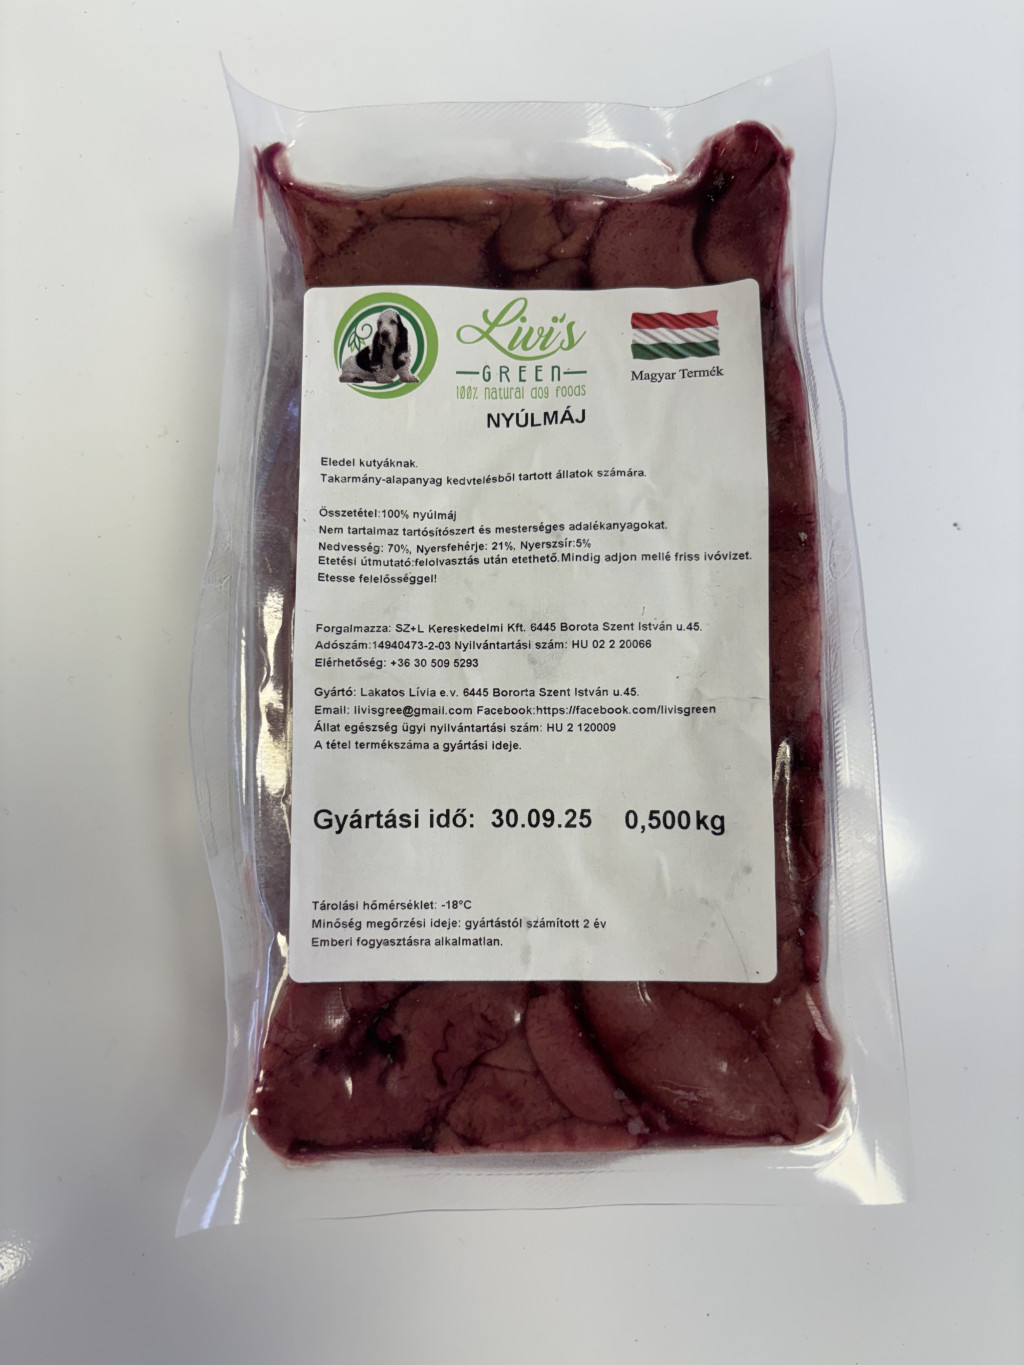 Livi's
GREEN
100% natural dog foods
Magyar Termék
NYÚLMÁJ
Eledel kutyáknak.
Takarmány-alapanyag kedvtelésből tartott állatok számára.
Összetétel:100% nyúlmáj
Nem tartalmaz tartósítószert és mesterséges adalékanyagokat.
Nedvesség: 70%, Nyersfehérje: 21%, Nyerszsír:5%
Etetési útmutató:felolvasztás után etethető.Mindig adjon mellé friss ivóvizet.
Etesse felelősséggel!
Forgalmazza: SZ+L Kereskedelmi Kft. 6445 Borota Szent István u.45.
Adószám:14940473-2-03 Nyilvántartási szám: HU 02 2 20066
Elérhetőség: +36 30 509 5293
Gyártó: Lakatos Lívia e.v. 6445 Bororta Szent István u.45.
Email: livisgree@gmail.com Facebook:https://facebook.com/livisgreen
Állat egészség ügyi nyilvántartási szám: HU 2 120009
A tétel termékszáma a gyártási ideje.
Gyártási idő: 30.09.25 0,500 kg
Tárolási hőmérséklet: -18°C
Minőség megőrzési ideje: gyártástól számított 2 év
Emberi fogyasztásra alkalmatlan.